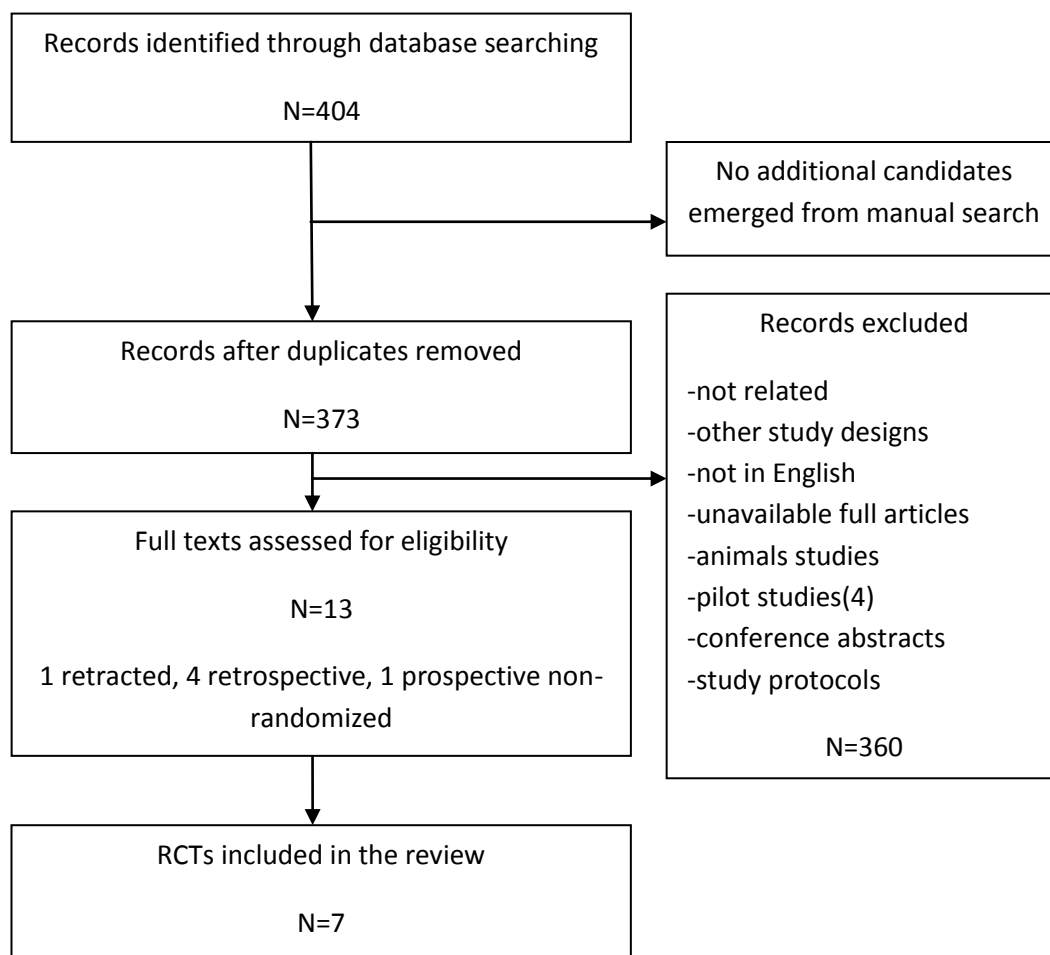 Records identified through database searching
N=404
No additional candidates
emerged from manual search
Records after duplicates removed
N=373
Records excluded
-not related
-other study designs
-not in English
-unavailable full articles
-animals studies
-pilot studies(4)
-conference abstracts
-study protocols
N=360
Full texts assessed for eligibility
N=13
1 retracted, 4 retrospective, 1 prospective non-
randomized
RCTs included in the review
N=7